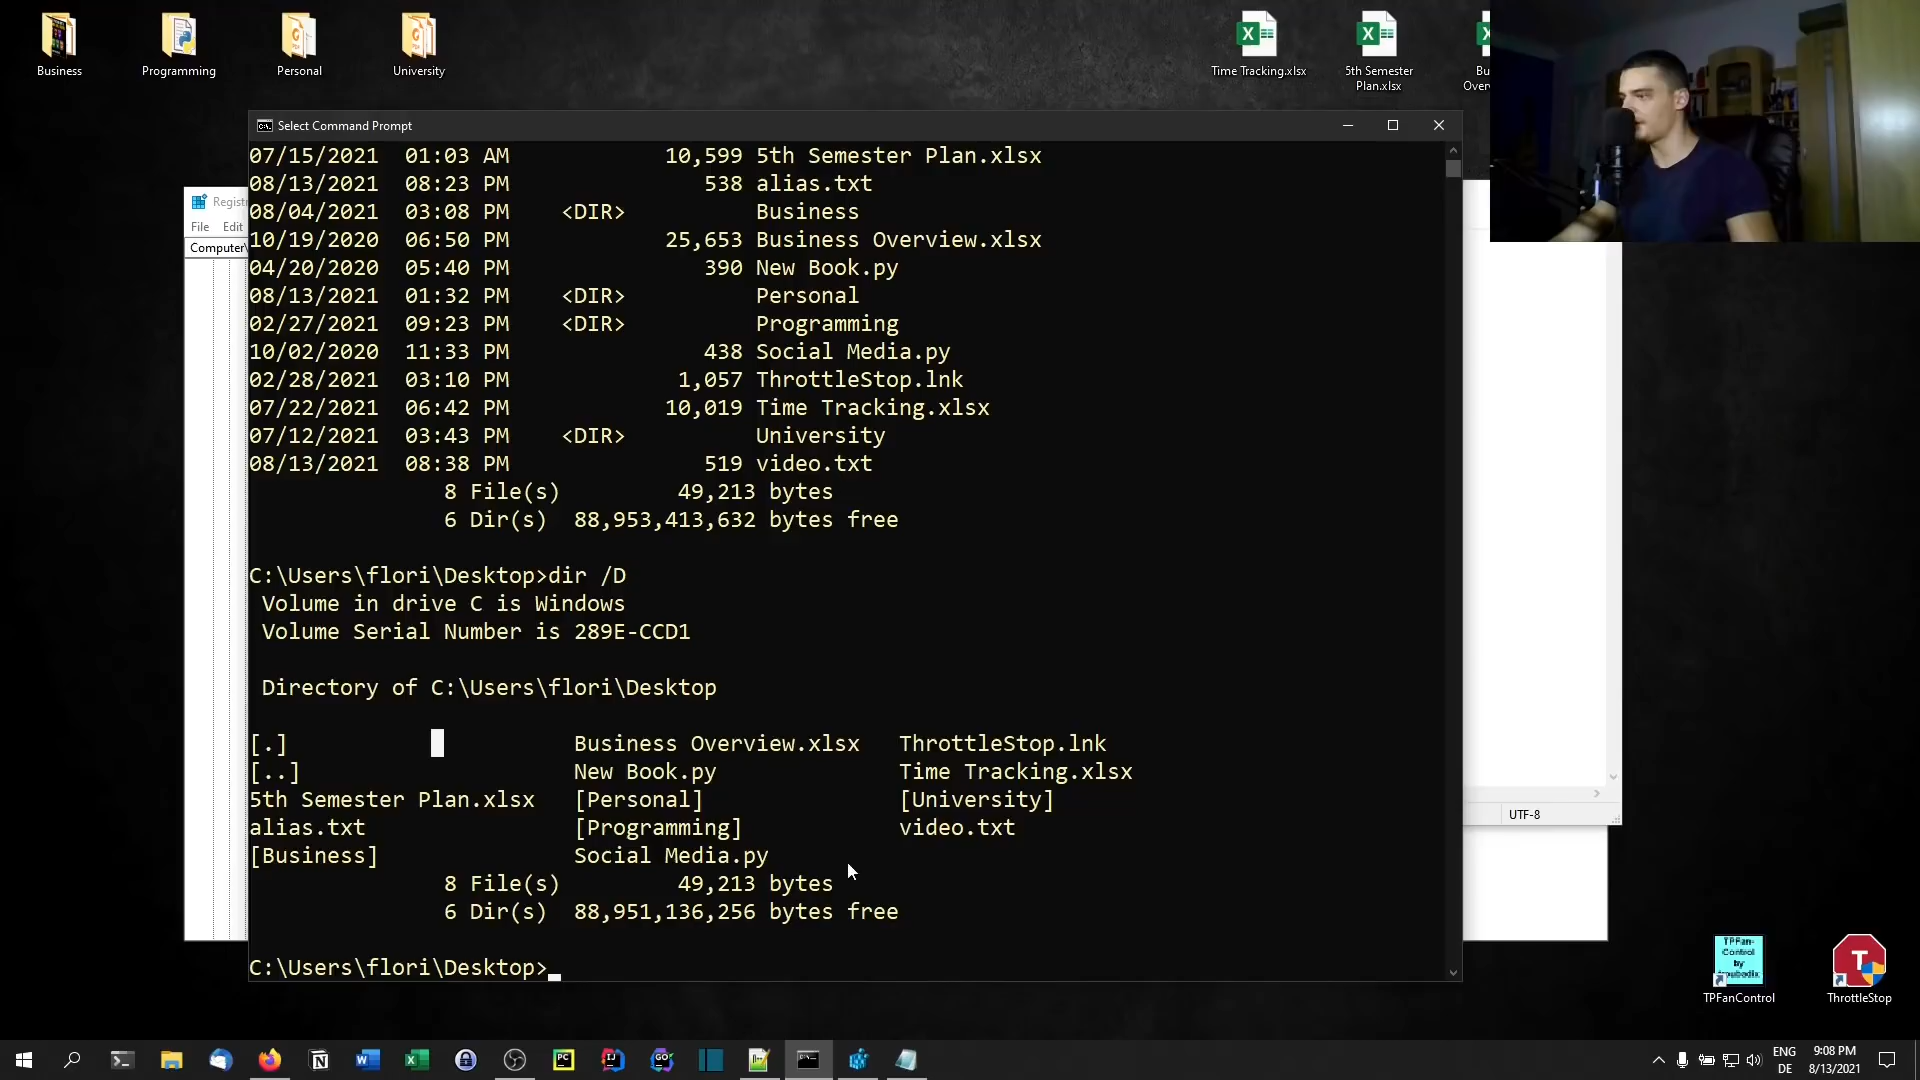 Business
Programming
Personal
University
Time Tracking.xlsx
5th Semester
Plan.xlsx
Select Command Prompt
07/15/2021  01:03 AM            10,599 5th Semester Plan.xlsx
08/13/2021  08:23 PM               538 alias.txt
08/04/2021  03:08 PM    <DIR>          Business
10/19/2020  06:50 PM            25,653 Business Overview.xlsx
04/20/2020  05:40 PM               390 New Book.py
08/13/2021  01:32 PM    <DIR>          Personal
02/27/2021  09:23 PM    <DIR>          Programming
10/02/2020  11:33 PM               438 Social Media.py
02/28/2021  03:10 PM             1,057 ThrottleStop.lnk
07/22/2021  06:42 PM            10,019 Time Tracking.xlsx
07/12/2021  03:43 PM    <DIR>          University
08/13/2021  08:38 PM               519 video.txt
8 File(s)         49,213 bytes
6 Dir(s)  88,953,413,632 bytes free
C:\Users\flori\Desktop>dir /D
Volume in drive C is Windows
Volume Serial Number is 289E-CCD1
Directory of C:\Users\flori\Desktop
[.]                      Business Overview.xlsx   ThrottleStop.lnk
[..]                     New Book.py              Time Tracking.xlsx
5th Semester Plan.xlsx   [Personal]               [University]
alias.txt                [Programming]            video.txt
[Business]               Social Media.py
8 File(s)         49,213 bytes
6 Dir(s)  88,951,136,256 bytes free
C:\Users\flori\Desktop>
File Edit
Computer\
UTF-8
TPFan-
Control
by
troubadix
TPFanControl
T
ThrottleStop
ENG
DE
9:08 PM
8/13/2021